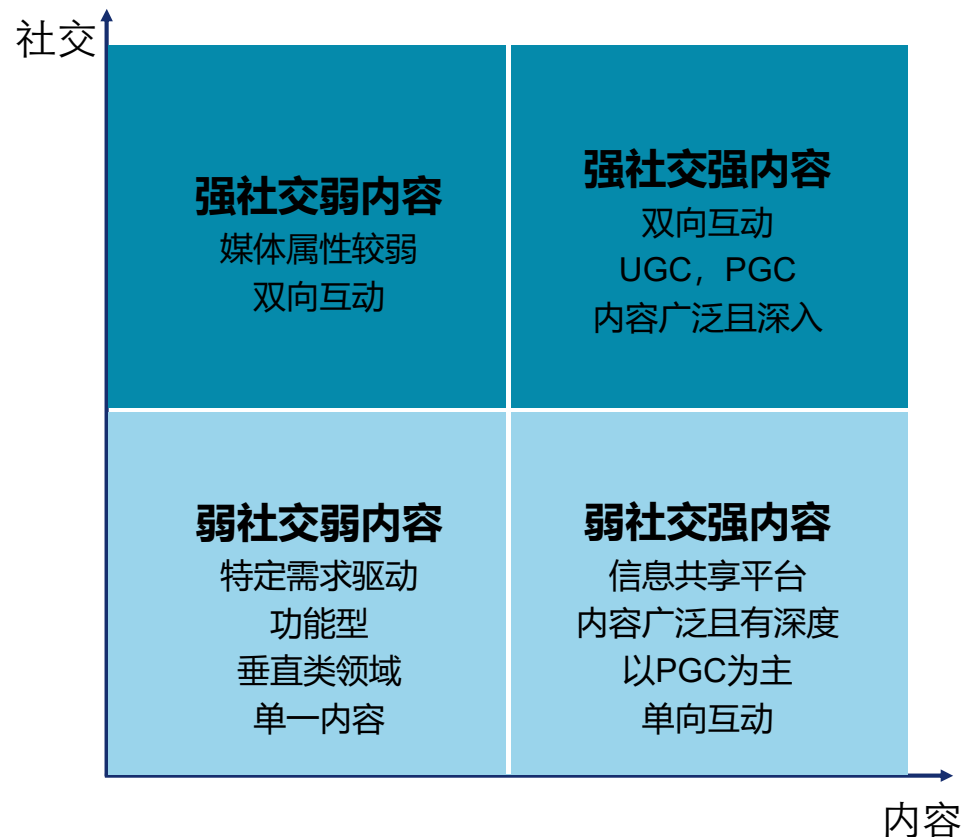 社交
强社交弱内容
媒体属性较弱
双向互动
强社交强内容
双向互动
UGC，PGC
内容广泛且深入
弱社交弱内容
特定需求驱动
功能型
垂直类领域
单一内容
弱社交强内容
信息共享平台
内容广泛且有深度
以PGC为主
单向互动
内容